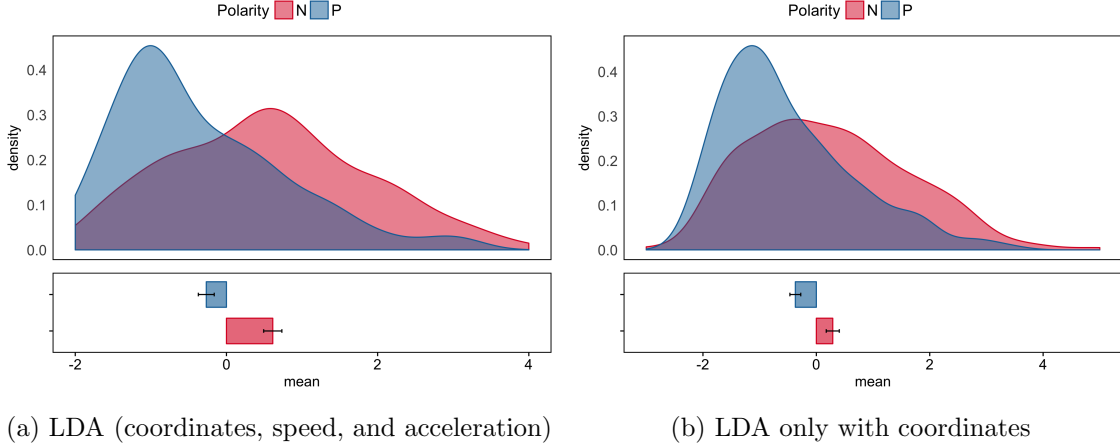 Polarity N P
density
0.4
0.3
0.2
0.1
0.0
-2 0 2 4
mean
(a) LDA (coordinates, speed, and acceleration)
Polarity N P
density
0.4
0.3
0.2
0.1
0.0
-2 0 2 4
mean
(b) LDA only with coordinates